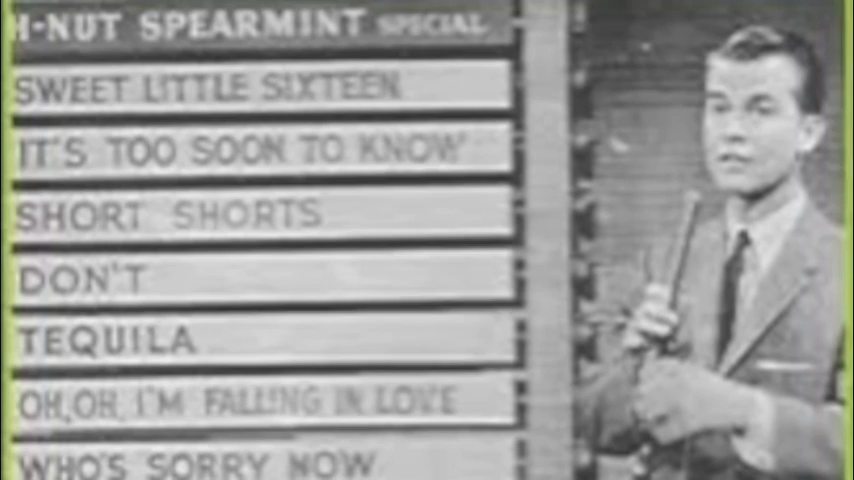 H-NUT SPEARMINT SPECIAL
SWEET LITTLE SIXTEEN
IT'S TOO SOON TO KNOW
SHORT SHORTS
DON'T
TEQUILA
OH, OH, I'M FALLING IN LOVE
WHO'S SORRY NOW